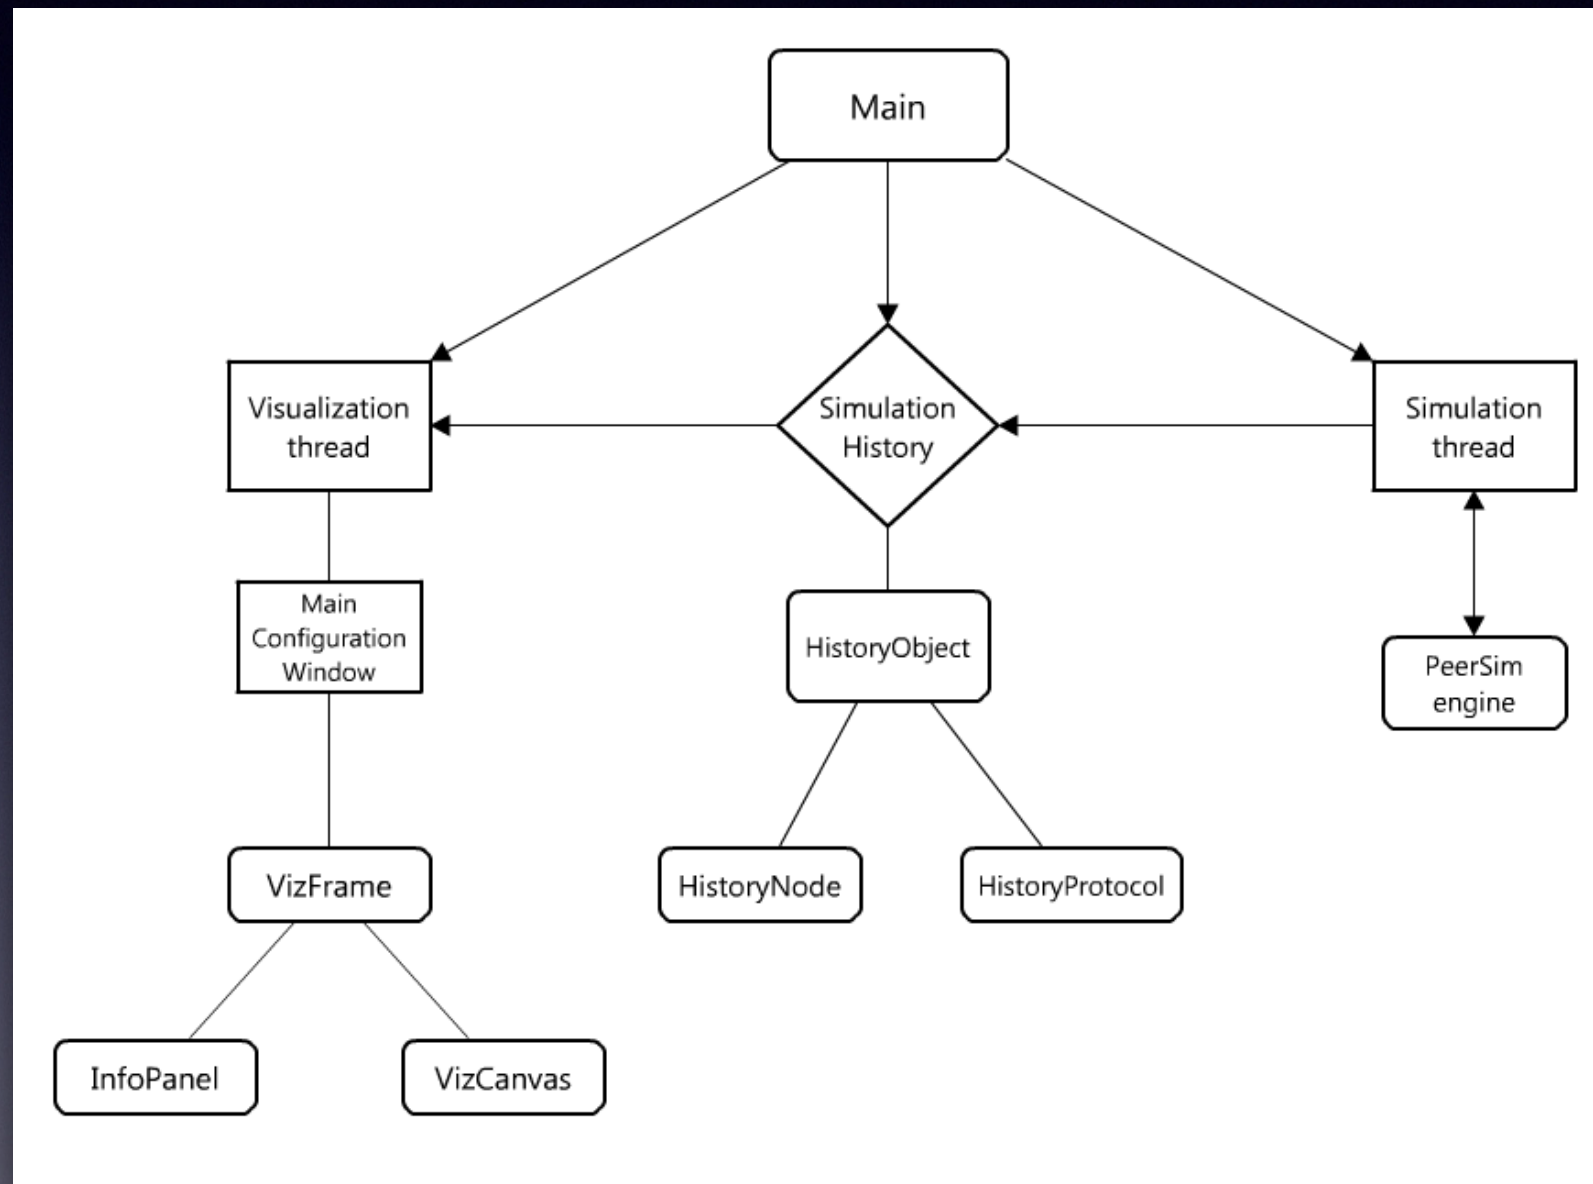 Main
Visualization
thread
Simulation
History
Simulation
thread
Main
Configuration
Window
HistoryObject
PeerSim
engine
VizFrame
HistoryNode
HistoryProtocol
InfoPanel
VizCanvas